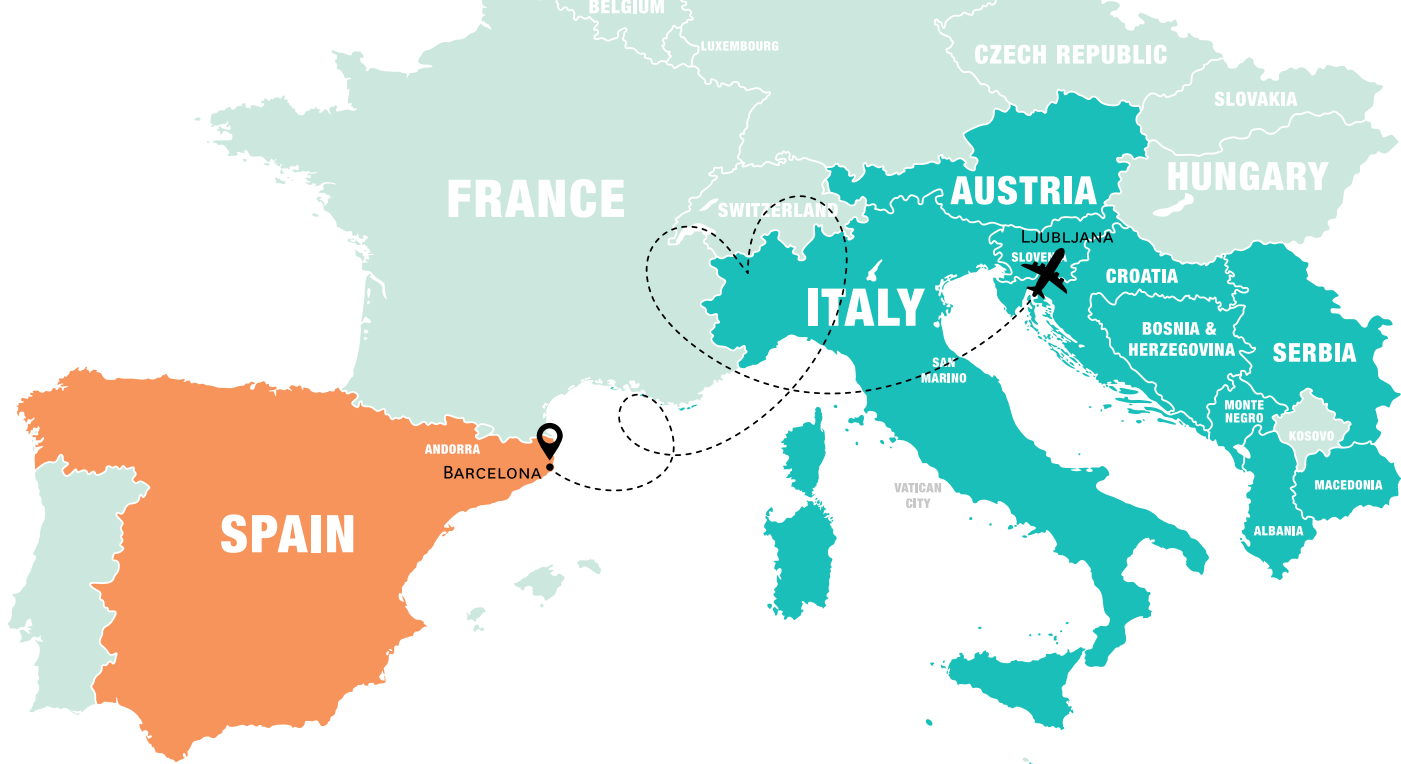 BELGIUM
LUXEMBOURG
CZECH REPUBLIC
SLOVAKIA
HUNGARY
AUSTRIA
FRANCE
SWITZERLAND
LJUBLJANA
CROATIA
ITALY
BOSNIA &
HERZEGOVINA
SERBIA
SAN
MARINO
MONTE
NEGRO
KOSOVO
ANDORRA
BARCELONA
MACEDONIA
VATICAN
CITY
SPAIN
ALBANIA